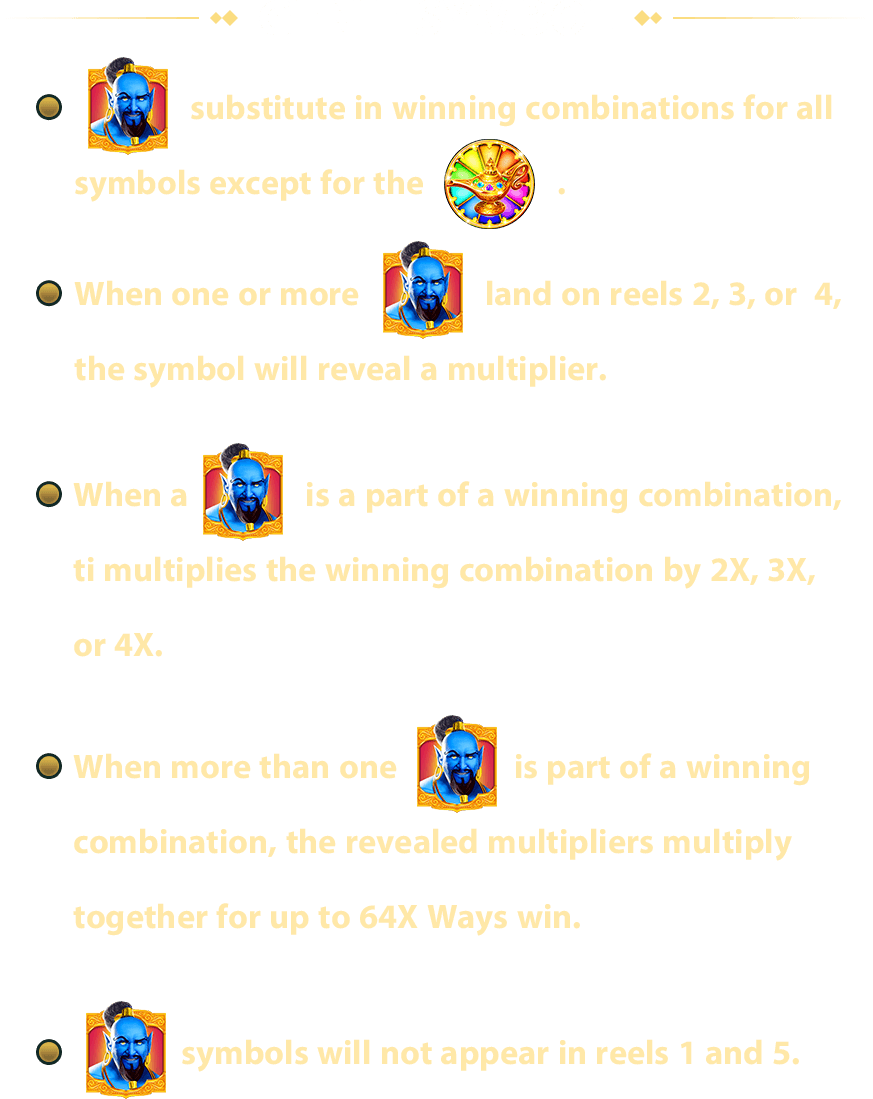 substitute in winning combinations for all
symbols except for the .
When one or more land on reels 2, 3, or 4,
the symbol will reveal a multiplier.
When a is a part of a winning combination,
ti multiplies the winning combination by 2X, 3X,
or 4X.
When more than one is part of a winning
combination, the revealed multipliers multiply
together for up to 64X Ways win.
symbols will not appear in reels 1 and 5.